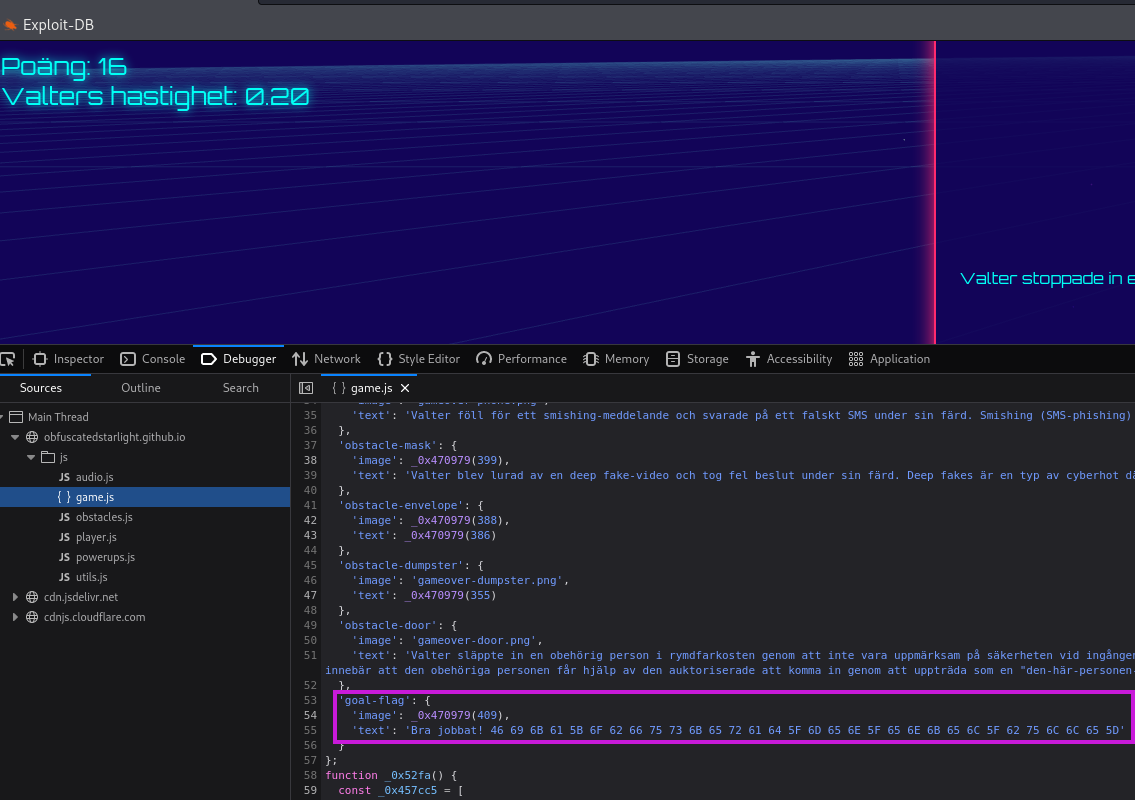 Exploit-DB
Poäng: 16
Valters hastighet: 0.20
Valter stoppade in e
Inspector Console Debugger Network Style Editor Performance Memory Storage Accessibility Application
Sources Outline Search { } game.js ×
Main Thread
obfuscatedstarlight.github.io
js
JS audio.js
{ } game.js
JS obstacles.js
JS player.js
JS powerups.js
JS utils.js
cdn.jsdelivr.net
cdnjs.cloudflare.com
35 'text': 'Valter föll för ett smishing-meddelande och svarade på ett falskt SMS under sin färd. Smishing (SMS-phishing)
36 },
37 'obstacle-mask': {
38 'image': _0x470979(399),
39 'text': 'Valter blev lurad av en deep fake-video och tog fel beslut under sin färd. Deep fakes är en typ av cyberhot dä
40 },
41 'obstacle-envelope': {
42 'image': _0x470979(388),
43 'text': _0x470979(386)
44 },
45 'obstacle-dumpster': {
46 'image': 'gameover-dumpster.png',
47 'text': _0x470979(355)
48 },
49 'obstacle-door': {
50 'image': 'gameover-door.png',
51 'text': 'Valter släppte in en obehörig person i rymdfarkosten genom att inte vara uppmärksam på säkerheten vid ingången
innebär att den obehöriga personen får hjälp av den auktoriserade att komma in genom att uppträda som en "den-här-personen-
52 },
53 'goal-flag': {
54 'image': _0x470979(409),
55 'text': 'Bra jobbat! 46 69 6B 61 5B 6F 62 66 75 73 6B 65 72 61 64 5F 6D 65 6E 5F 65 6E 6B 65 6C 5F 62 75 6C 6C 65 5D'
56 }
57 };
58 function _0x52fa() {
59 const _0x457cc5 = [